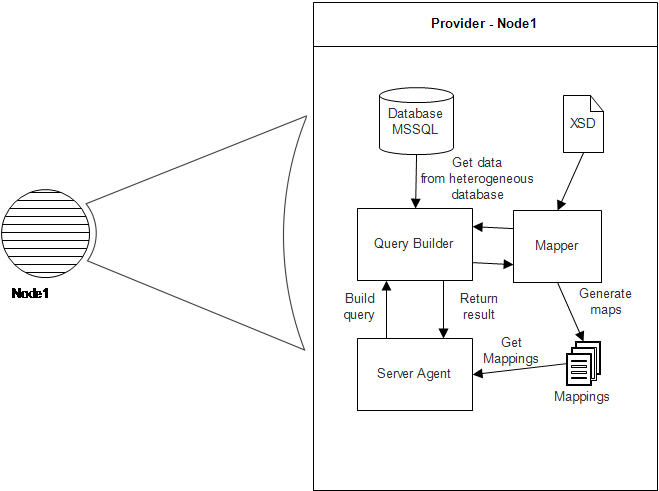 Provider - Node1
Database
MSSQL
XSD
Get data
from heterogeneous
database
Query Builder
Mapper
Node1
Build
query
Return
result
Generate
maps
Get
Mappings
Server Agent
Mappings